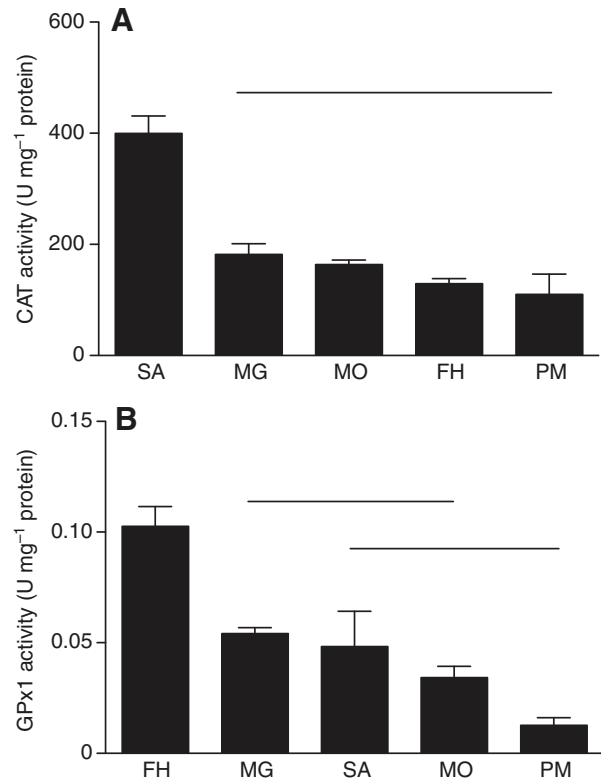 A
CAT activity (U mg⁻¹ protein)
600
400
200
0
SA MG MO FH PM
B
GPx1 activity (U mg⁻¹ protein)
0.15
0.10
0.05
0
FH MG SA MO PM